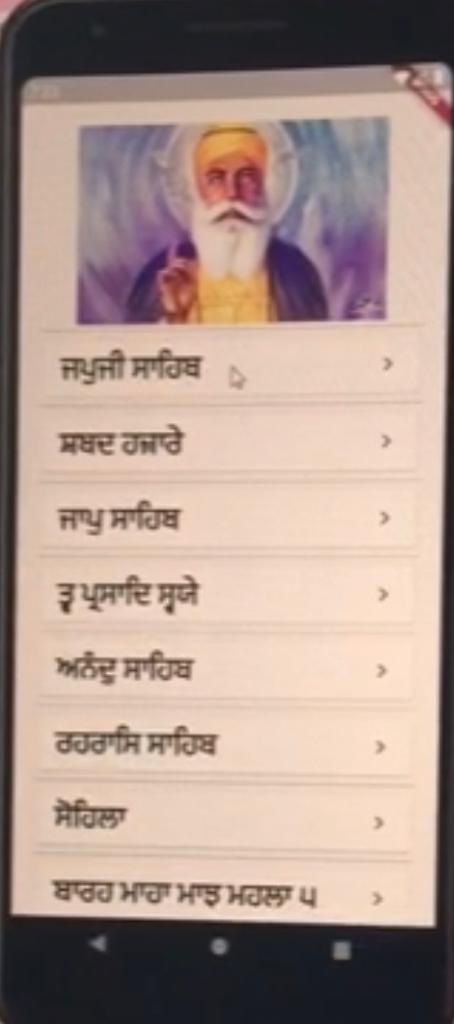 ਜਪੁਜੀ ਸਾਹਿਬ
ਸ਼ਬਦ ਹਜ਼ਾਰੇ
ਜਾਪੁ ਸਾਹਿਬ
ਤ੍ਵ ਪ੍ਰਸਾਦਿ ਸ੍ਵਯੇ
ਅਨੰਦੁ ਸਾਹਿਬ
ਰਹਰਾਸਿ ਸਾਹਿਬ
ਸੋਹਿਲਾ
ਬਾਰਹ ਮਾਹਾ ਮਾਝ ਮਹਲਾ ੫